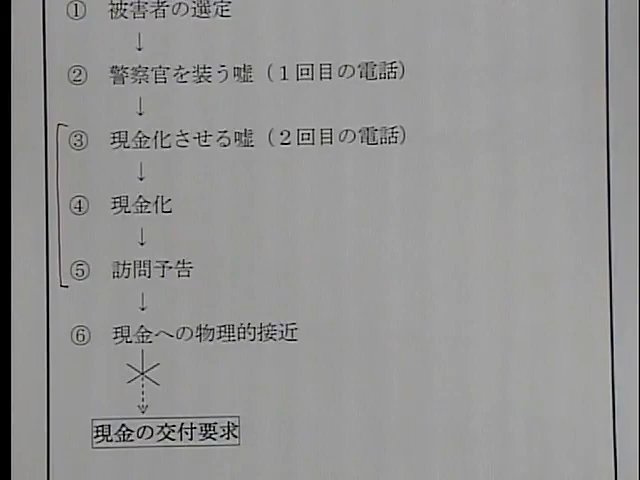 ① 被害者の選定
↓
② 警察官を装う嘘（１回目の電話）
↓
③ 現金化させる嘘（２回目の電話）
↓
④ 現金化
↓
⑤ 訪問予告
↓
⑥ 現金への物理的接近
現金の交付要求